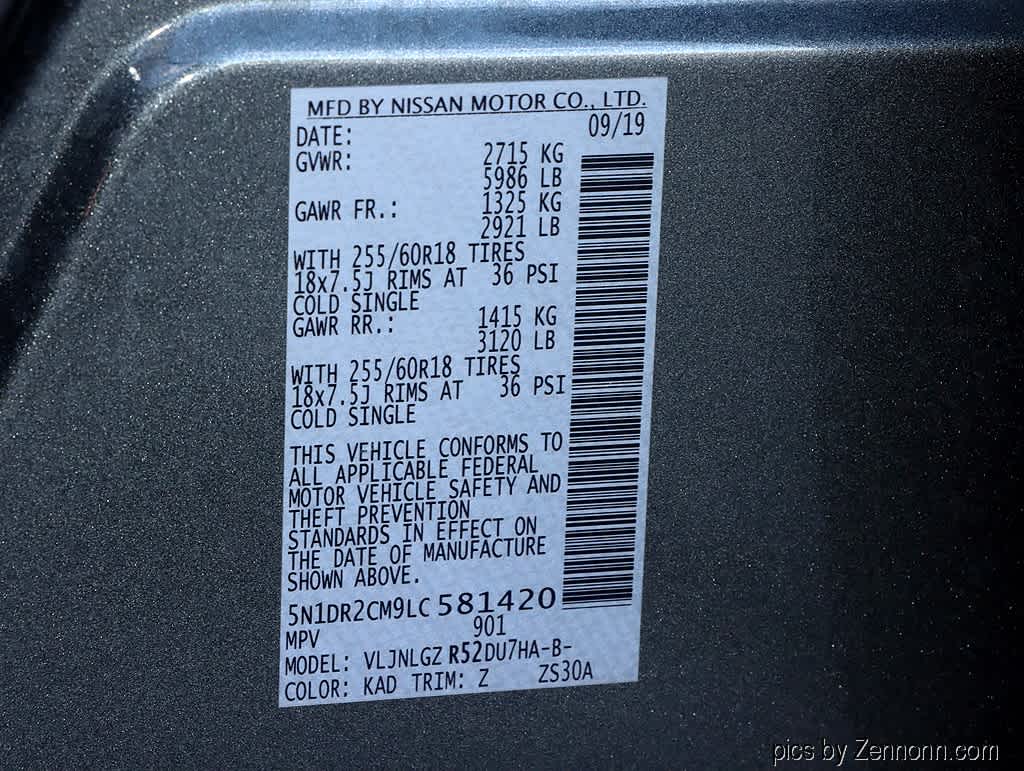 MFD BY NISSAN MOTOR CO., LTD.
DATE: 09/19
GVWR: 2715 KG
5986 LB
GAWR FR.: 1325 KG
2921 LB
WITH 255/60R18 TIRES
18x7.5J RIMS AT 36 PSI
COLD SINGLE
GAWR RR.: 1415 KG
3120 LB
WITH 255/60R18 TIRES
18x7.5J RIMS AT 36 PSI
COLD SINGLE
THIS VEHICLE CONFORMS TO
ALL APPLICABLE FEDERAL
MOTOR VEHICLE SAFETY AND
THEFT PREVENTION
STANDARDS IN EFFECT ON
THE DATE OF MANUFACTURE
SHOWN ABOVE.
5N1DR2CM9LC 581420
MPV 901
MODEL: VLJNLGZ R52DU7HA-B-
COLOR: KAD TRIM: Z ZS30A
pics by Zennonn.com